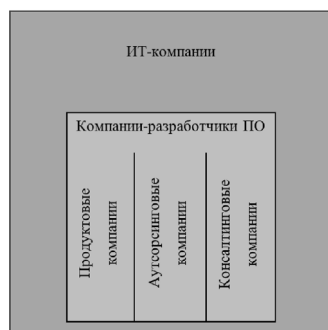 ИТ-компании
Компании-разработчики ПО
Продуктовые
компании
Аутсорсинговые
компании
Консалтинговые
компании